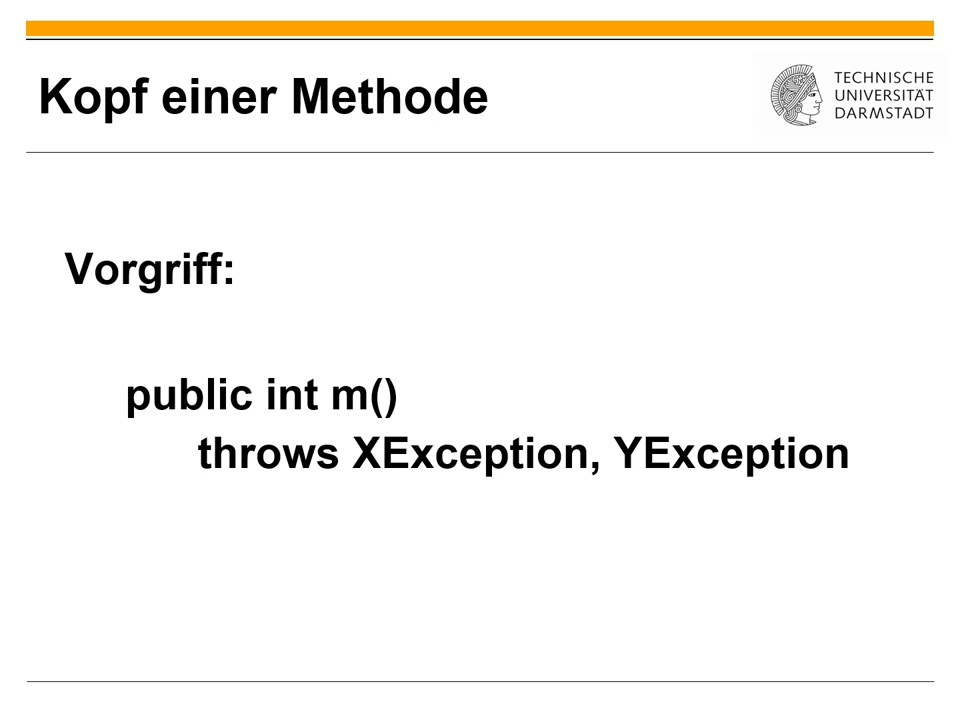 Kopf einer Methode
TECHNISCHE
UNIVERSITÄT
DARMSTADT
Vorgriff:
public int m()
throws XException, YException